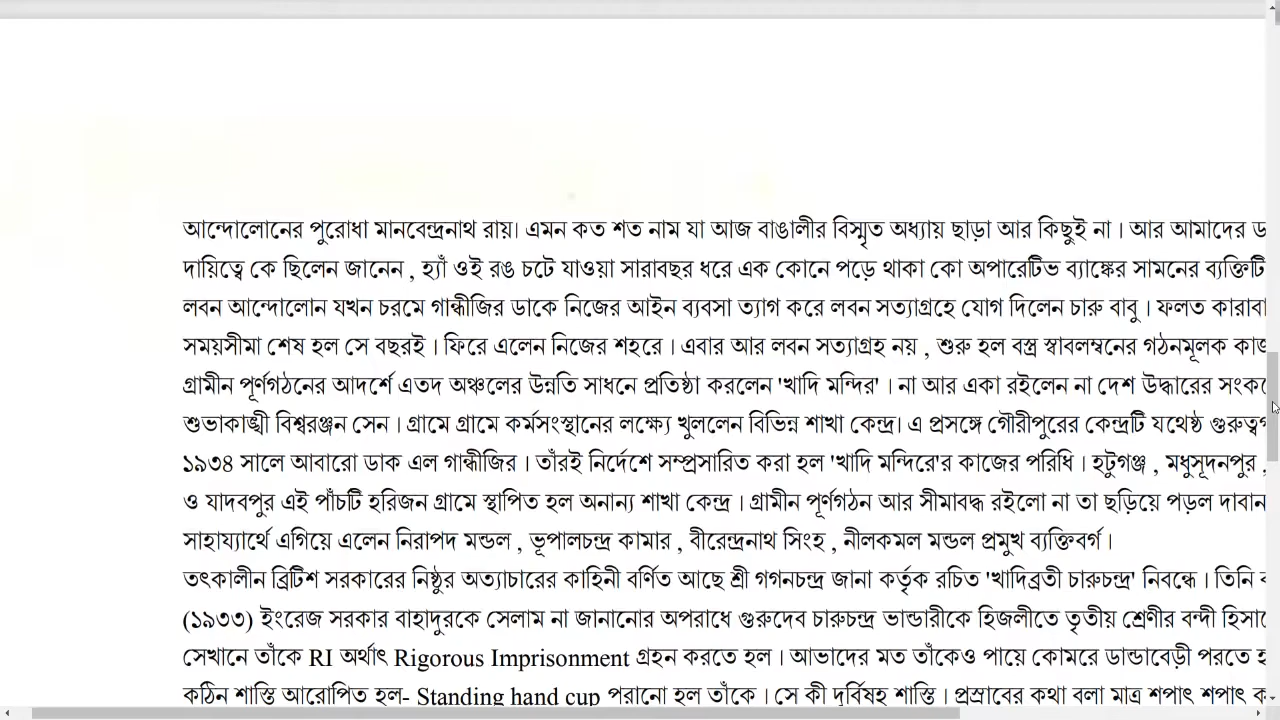 আন্দোলোনের পুরোধা মানবেন্দ্রনাথ রায়। এমন কত শত নাম যা আজ বাঙালীর বিস্মৃত অধ্যায় ছাড়া আর কিছুই না। আর আমাদের
দায়িত্বে কে ছিলেন জানেন, হ্যাঁ ওই রঙ চটে যাওয়া সারাবছর ধরে এক কোনে পড়ে থাকা কো অপারেটিভ ব্যাঙ্কের সামনের ব্যক্তিটি
লবন আন্দোলোন যখন চরমে গান্ধীজির ডাকে নিজের আইন ব্যবসা ত্যাগ করে লবন সত্যাগ্রহে যোগ দিলেন চারু বাবু। ফলত
সময়সীমা শেষ হল সে বছরই। ফিরে এলেন নিজের শহরে। এবার আর লবন সত্যাগ্রহ নয়, শুরু হল বস্ত্র স্বাবলম্বনের গঠনমূলক
গ্রামীন পূর্ণগঠনের আদর্শে এতদ অঞ্চলের উন্নতি সাধনে প্রতিষ্ঠা করলেন 'খাদি মন্দির'। না আর একা রইলেন না দেশ উদ্ধারের
শুভাকাঙ্খী বিশ্বরঞ্জন সেন। গ্রামে গ্রামে কর্মসংস্থানের লক্ষ্যে খুললেন বিভিন্ন শাখা কেন্দ্র। এ প্রসঙ্গে গৌরীপুরের কেন্দ্রটি যথেষ্ঠ
১৯৩৪ সালে আবারো ডাক এল গান্ধীজির। তাঁরই নির্দেশে সম্প্রসারিত করা হল 'খাদি মন্দিরে'র কাজের পরিধি। হটুগঞ্জ, মধুসূদনপুর,
ও যাদবপুর এই পাঁচটি হরিজন গ্রামে স্থাপিত হল অনান্য শাখা কেন্দ্র। গ্রামীন পূর্ণগঠন আর সীমাবদ্ধ রইলো না তা ছড়িয়ে পড়ল
সাহায্যার্থে এগিয়ে এলেন নিরাপদ মন্ডল, ভূপালচন্দ্র কামার, বীরেন্দ্রনাথ সিংহ, নীলকমল মন্ডল প্রমুখ ব্যক্তিবর্গ।
তৎকালীন ব্রিটিশ সরকারের নিষ্ঠুর অত্যাচারের কাহিনী বর্ণিত আছে শ্রী গগনচন্দ্র জানা কর্তৃক রচিত 'খাদিব্রতী চারুচন্দ্র' নিবন্ধে। তিনি
(১৯৩৩) ইংরেজ সরকার বাহাদুরকে সেলাম না জানানোর অপরাধে গুরুদেব চারুচন্দ্র ভান্ডারীকে হিজলীতে তৃতীয় শ্রেণীর বন্দী
সেখানে তাঁকে RI অর্থাৎ Rigorous Imprisonment গ্রহন করতে হল। আভাদের মত তাঁকেও পায়ে কোমরে ডান্ডাবেড়ী পরতে
কঠিন শাস্তি আরোপিত হল- Standing hand cup পরানো হল তাঁকে। সে কী দুর্বিষহ শাস্তি। প্রস্রাবের কথা বলা মাত্র শপাৎ শপাৎ